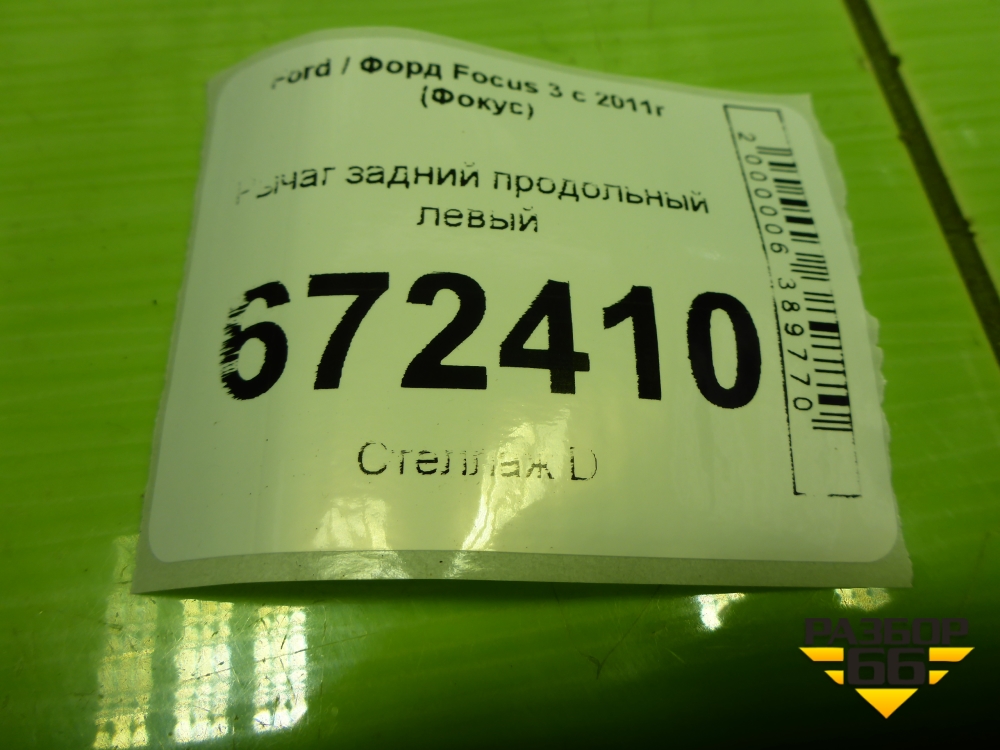 Ford / Форд Focus 3 с 2011г
(Фокус)
Рычаг задний продольный
левый
672410
Стеллаж D
2000006389770
РАЗБОР
66